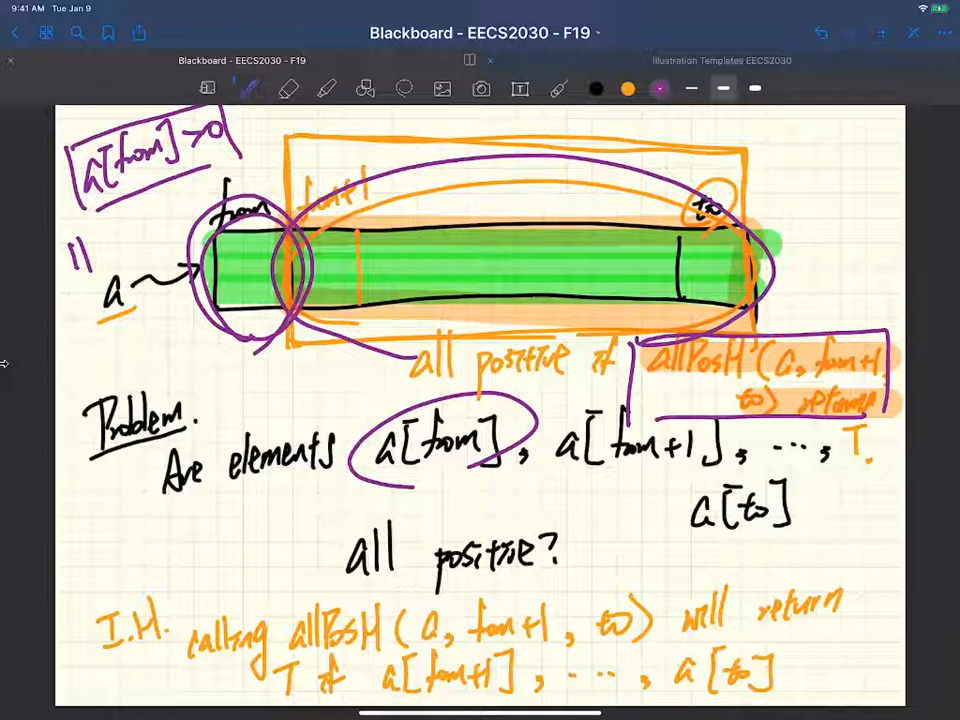 9:41 AM Tue Jan 9
Blackboard - EECS2030 - F19
Blackboard - EECS2030 - F19
Illustration Templates EECS2030
a[from] >0
from
from+1
to
a
all positive if allPosH(a, from+1,
to) returns
T.
Problem.
Are elements a[from], a[from+1], ...,
a[to]
all positive?
I.H. calling allPosH(a, from+1, to) will return
T if a[from+1], ..., a[to]